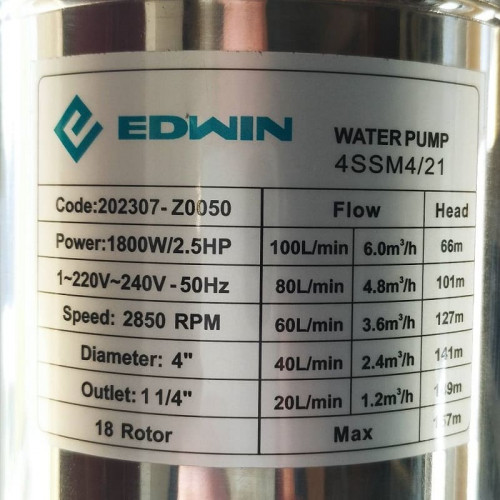 EDWIN
WATER PUMP
4SSM4/21
Code:202307-Z0050 Flow Head
Power:1800W/2.5HP 100L/min 6.0m³/h 66m
1~220V~240V-50Hz 80L/min 4.8m³/h 101m
Speed: 2850 RPM 60L/min 3.6m³/h 127m
Diameter: 4" 40L/min 2.4m³/h 141m
Outlet: 1 1/4" 20L/min 1.2m³/h
18 Rotor Max